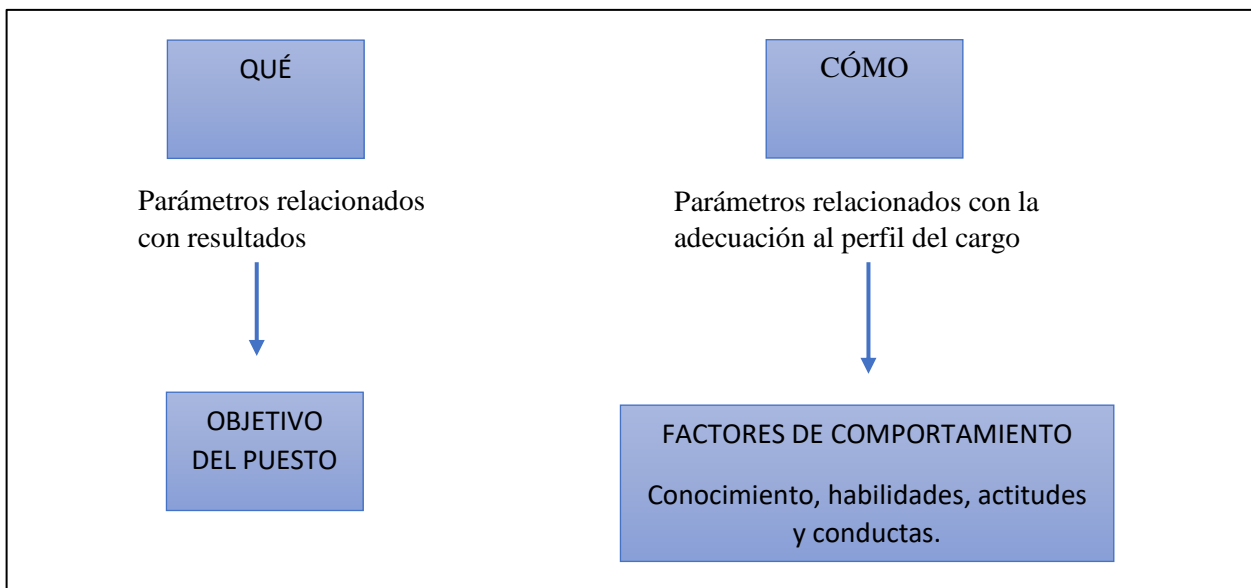 QUÉ
Parámetros relacionados
con resultados
OBJETIVO
DEL PUESTO
CÓMO
Parámetros relacionados con la
adecuación al perfil del cargo
FACTORES DE COMPORTAMIENTO
Conocimiento, habilidades, actitudes
y conductas.